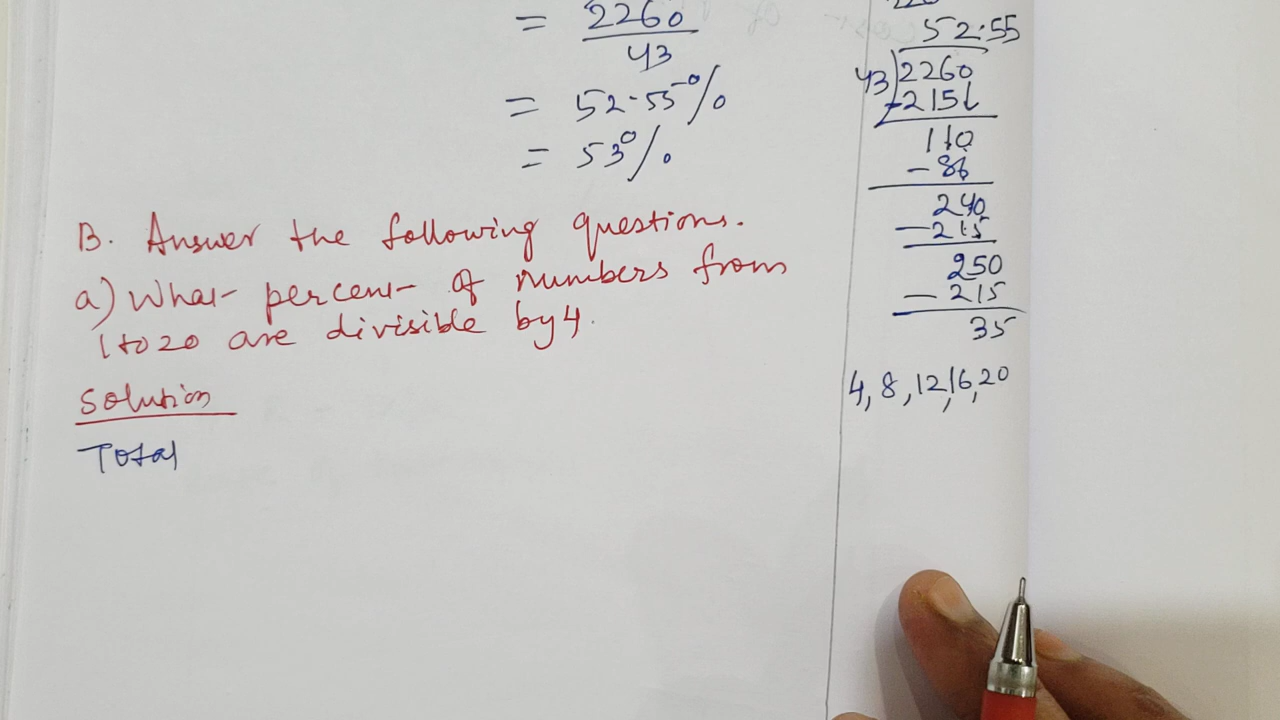 = 2260
43
= 52.55%
= 53%
B. Answer the following questions.
a) What percent of numbers from
1 to 20 are divisible by 4.
Solution
Total
52.55
43)2260
-215↓
110
- 86
240
- 215
250
- 215
35
4, 8, 12, 16, 20